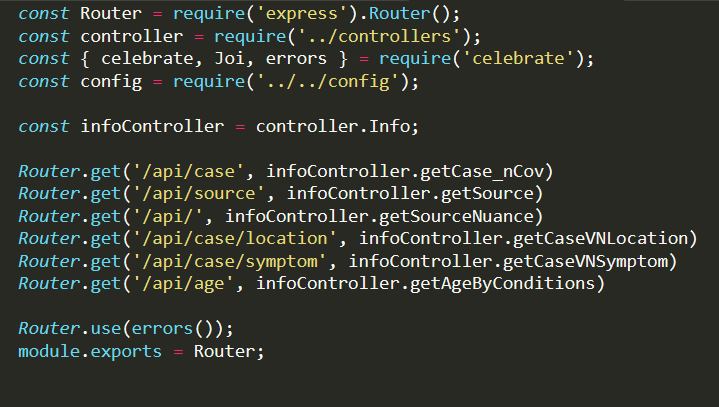 const Router = require('express').Router();
const controller = require('../controllers');
const { celebrate, Joi, errors } = require('celebrate');
const config = require('../../config');
const infoController = controller.Info;
Router.get('/api/case', infoController.getCase_nCov)
Router.get('/api/source', infoController.getSource)
Router.get('/api/', infoController.getSourceNuance)
Router.get('/api/case/location', infoController.getCaseVNLocation)
Router.get('/api/case/symptom', infoController.getCaseVNSymptom)
Router.get('/api/age', infoController.getAgeByConditions)
Router.use(errors());
module.exports = Router;